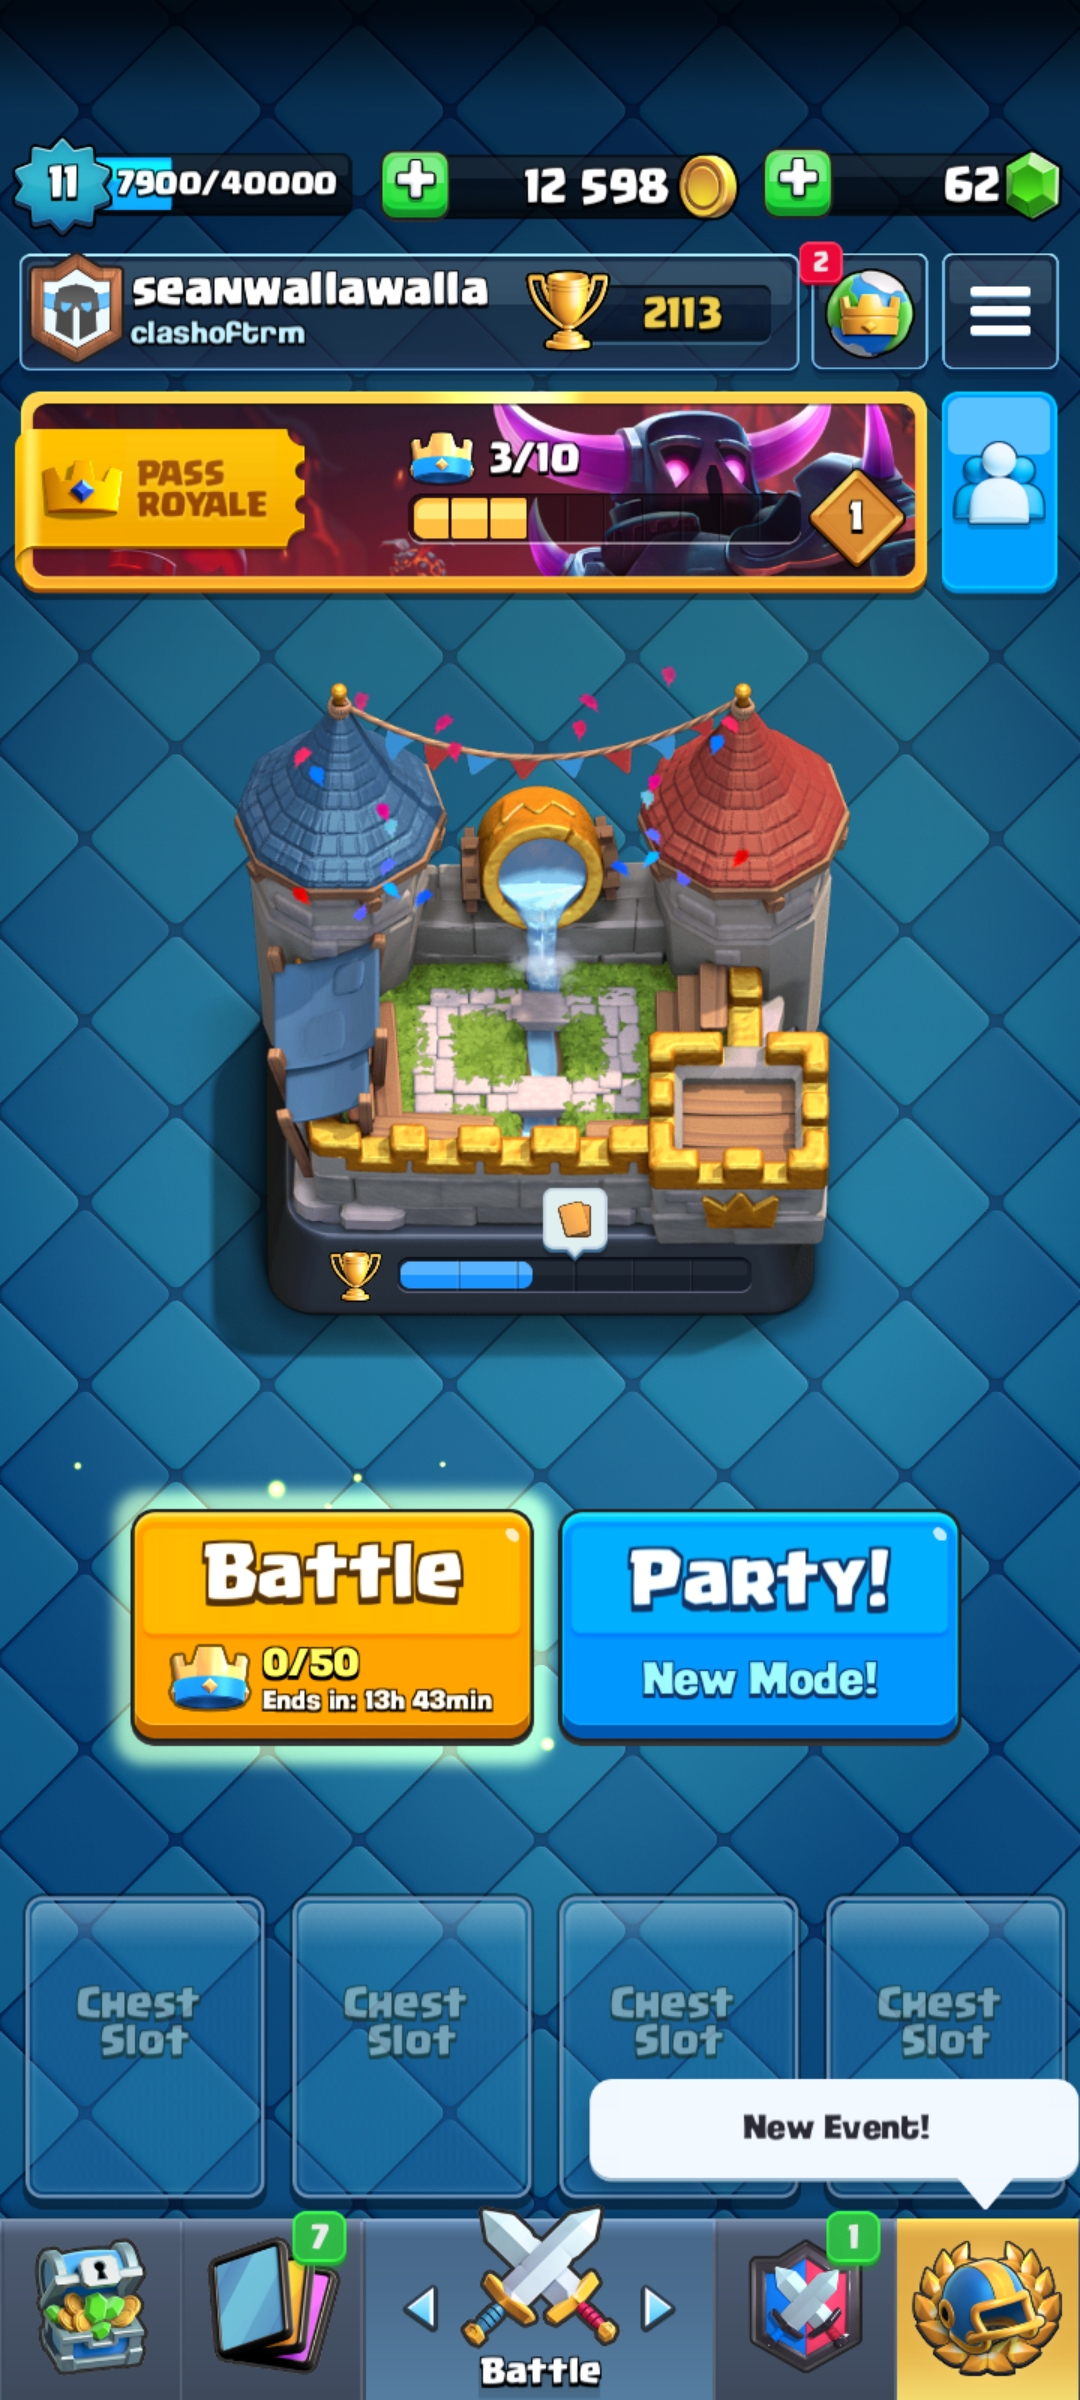 11
7900/40000
12 598
62
seanwallawalla
clashoftrm
2113
2
PASS
ROYALE
3/10
1
Battle
0/50
Ends in: 13h 43min
Party!
New Mode!
Chest
Slot
Chest
Slot
Chest
Slot
Chest
Slot
New Event!
7
1
Battle